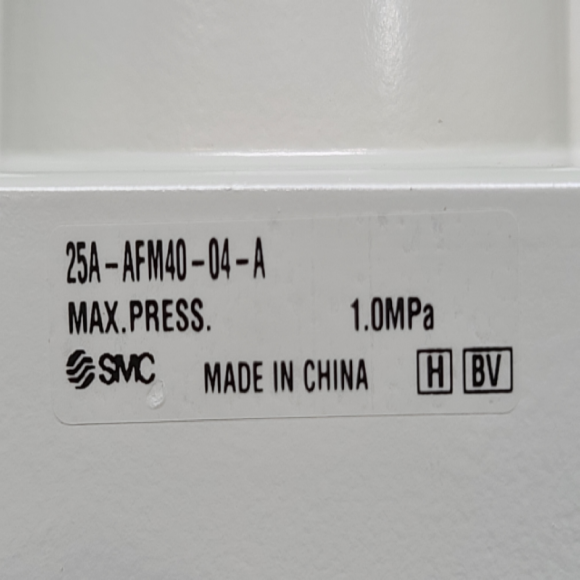 25A-AFM40-04-A
MAX.PRESS. 1.0MPa
SMC MADE IN CHINA H BV